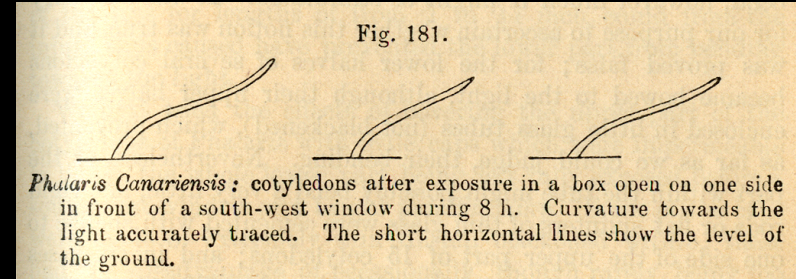 Fig. 181.
Phalaris Canariensis: cotyledons after exposure in a box open on one side
in front of a south-west window during 8 h. Curvature towards the
light accurately traced. The short horizontal lines show the level of
the ground.